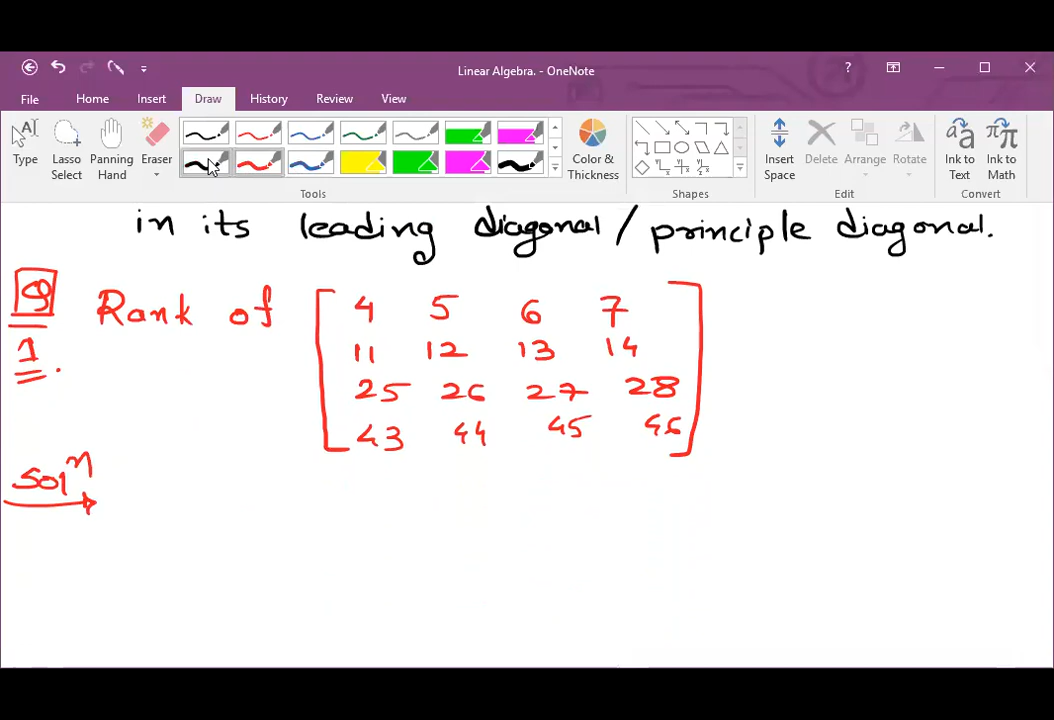 Linear Algebra. - OneNote
?
File Home Insert Draw History Review View
Type Lasso Select Panning Hand Eraser Color & Thickness Insert Space Delete Arrange Rotate Ink to Text Ink to Math
Tools Shapes Edit Convert
in its leading diagonal / principle diagonal.
Q 1. Rank of
4 5 6 7
11 12 13 14
25 26 27 28
43 44 45 46
Solⁿ